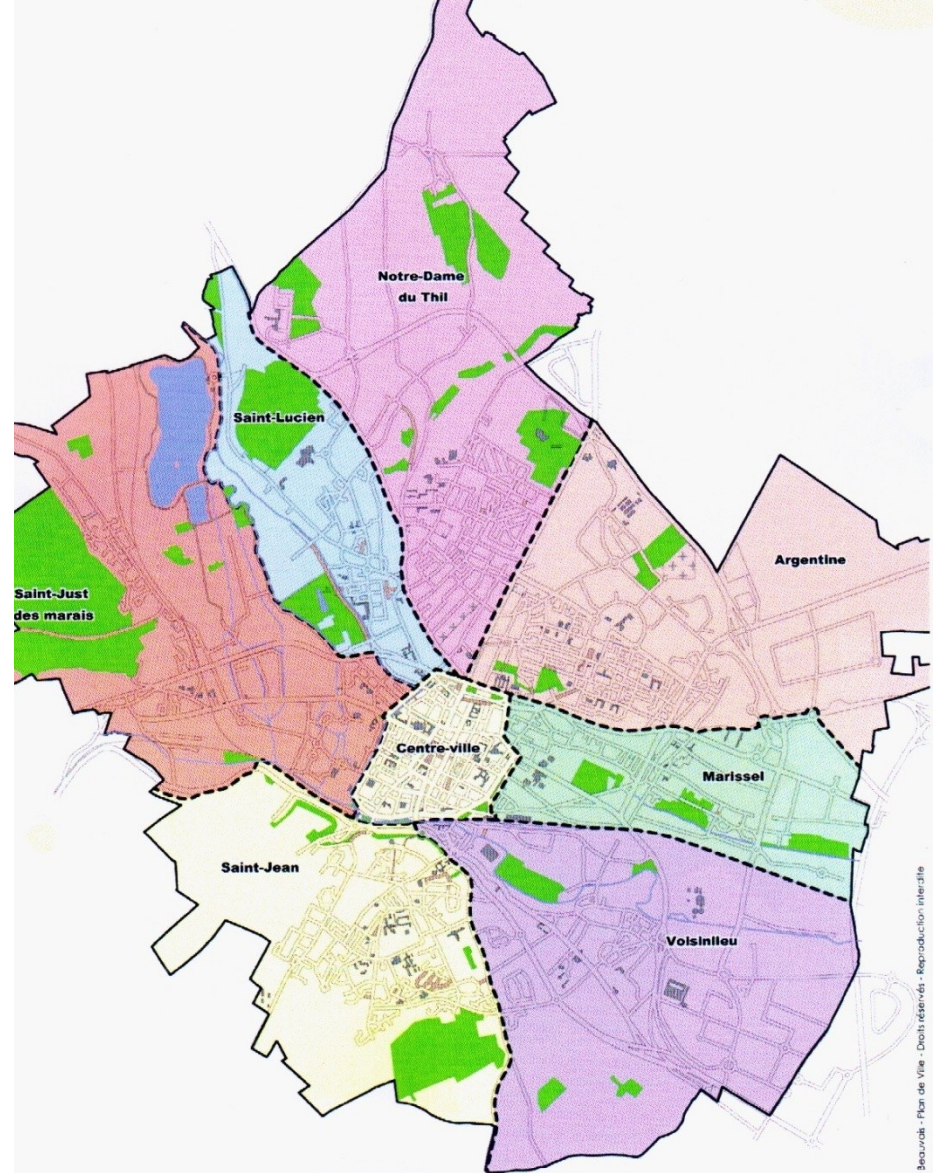 Notre-Dame
du Thil
Saint-Lucien
Argentine
Saint-Just
des marais
Centre-ville
Marissel
Saint-Jean
Voisinlieu
Beauvais - Plan de Ville - Droits réservés - Reproduction interdite